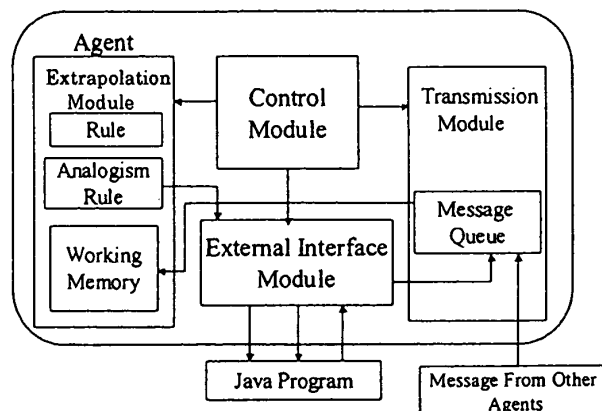 Agent
Extrapolation
Module
Rule
Analogism
Rule
Working
Memory
Control
Module
External Interface
Module
Transmission
Module
Message
Queue
Java Program
Message From Other
Agents